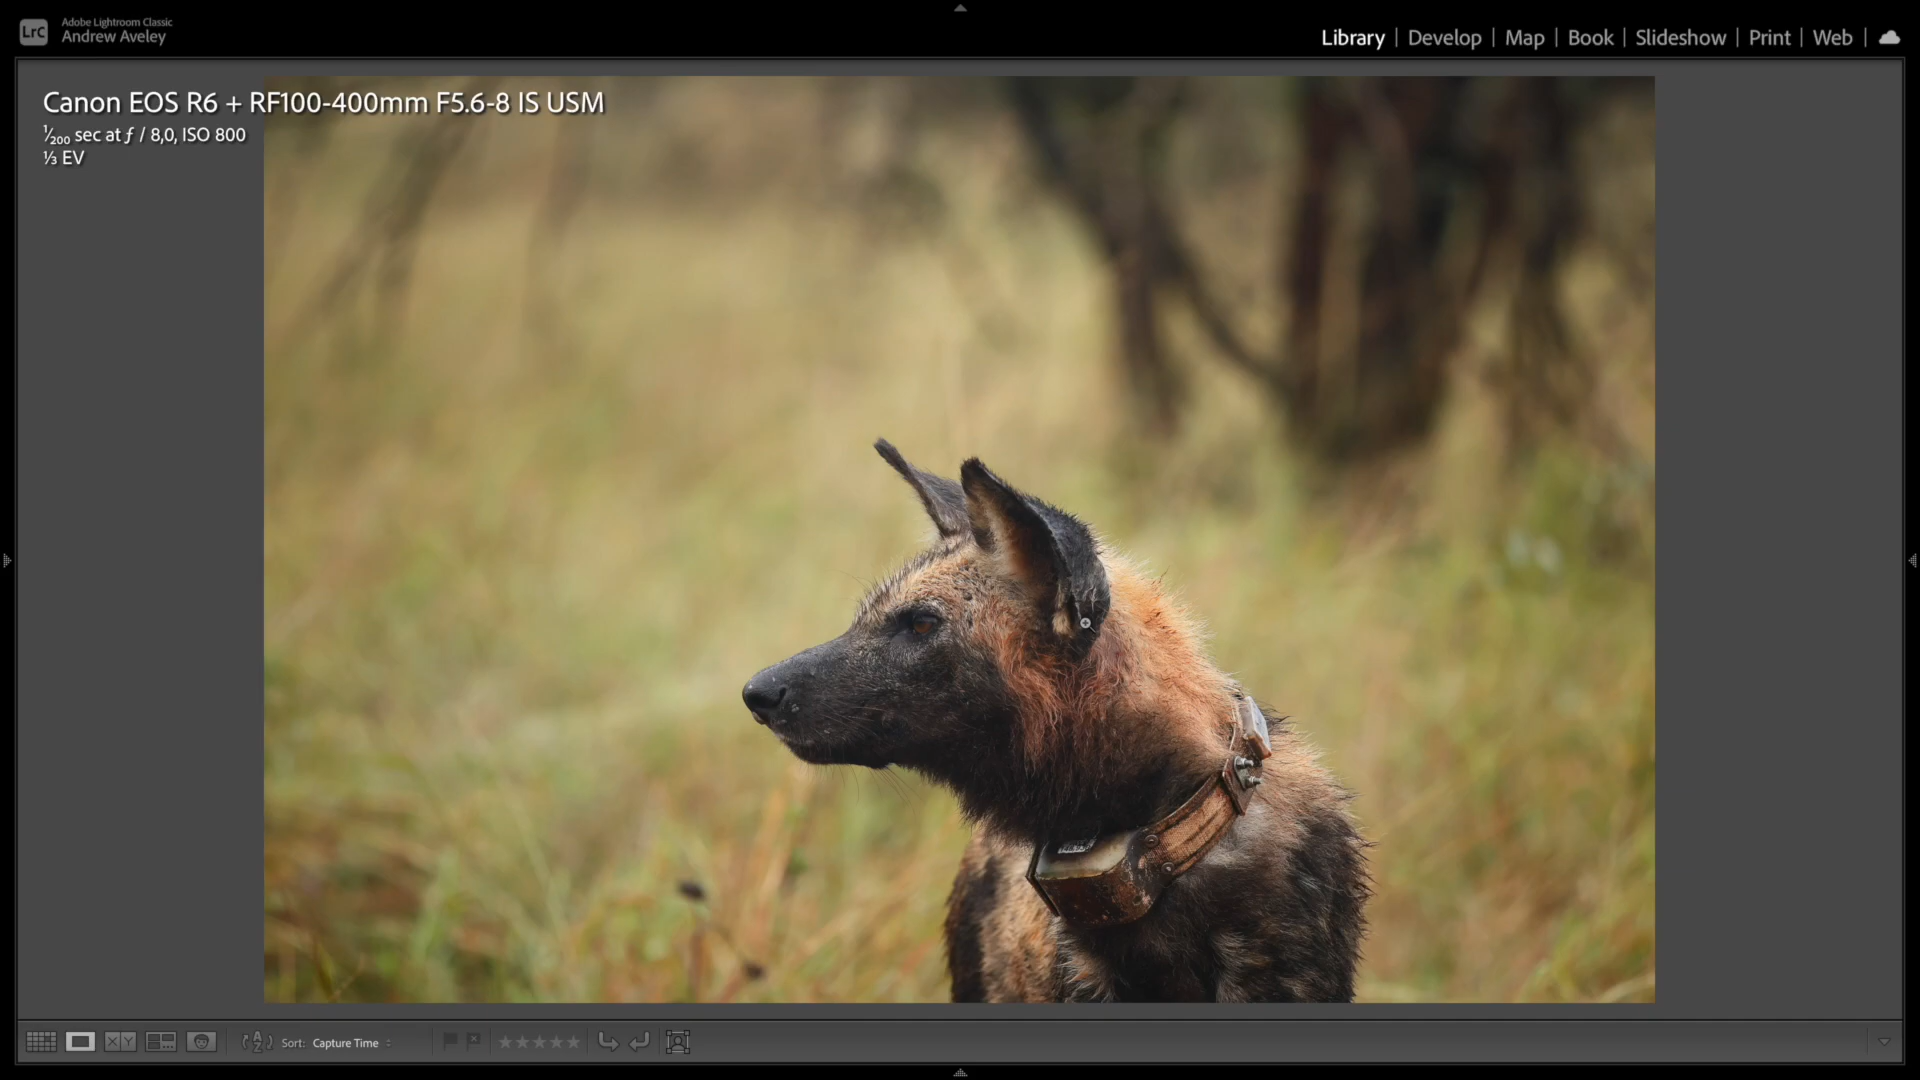 LrC
Adobe Lightroom Classic
Andrew Aveley
Library | Develop | Map | Book | Slideshow | Print | Web |
Canon EOS R6 + RF100-400mm F5.6-8 IS USM
1/200 sec at ƒ / 8,0, ISO 800
⅓ EV
X Y
A Z
Sort: Capture Time